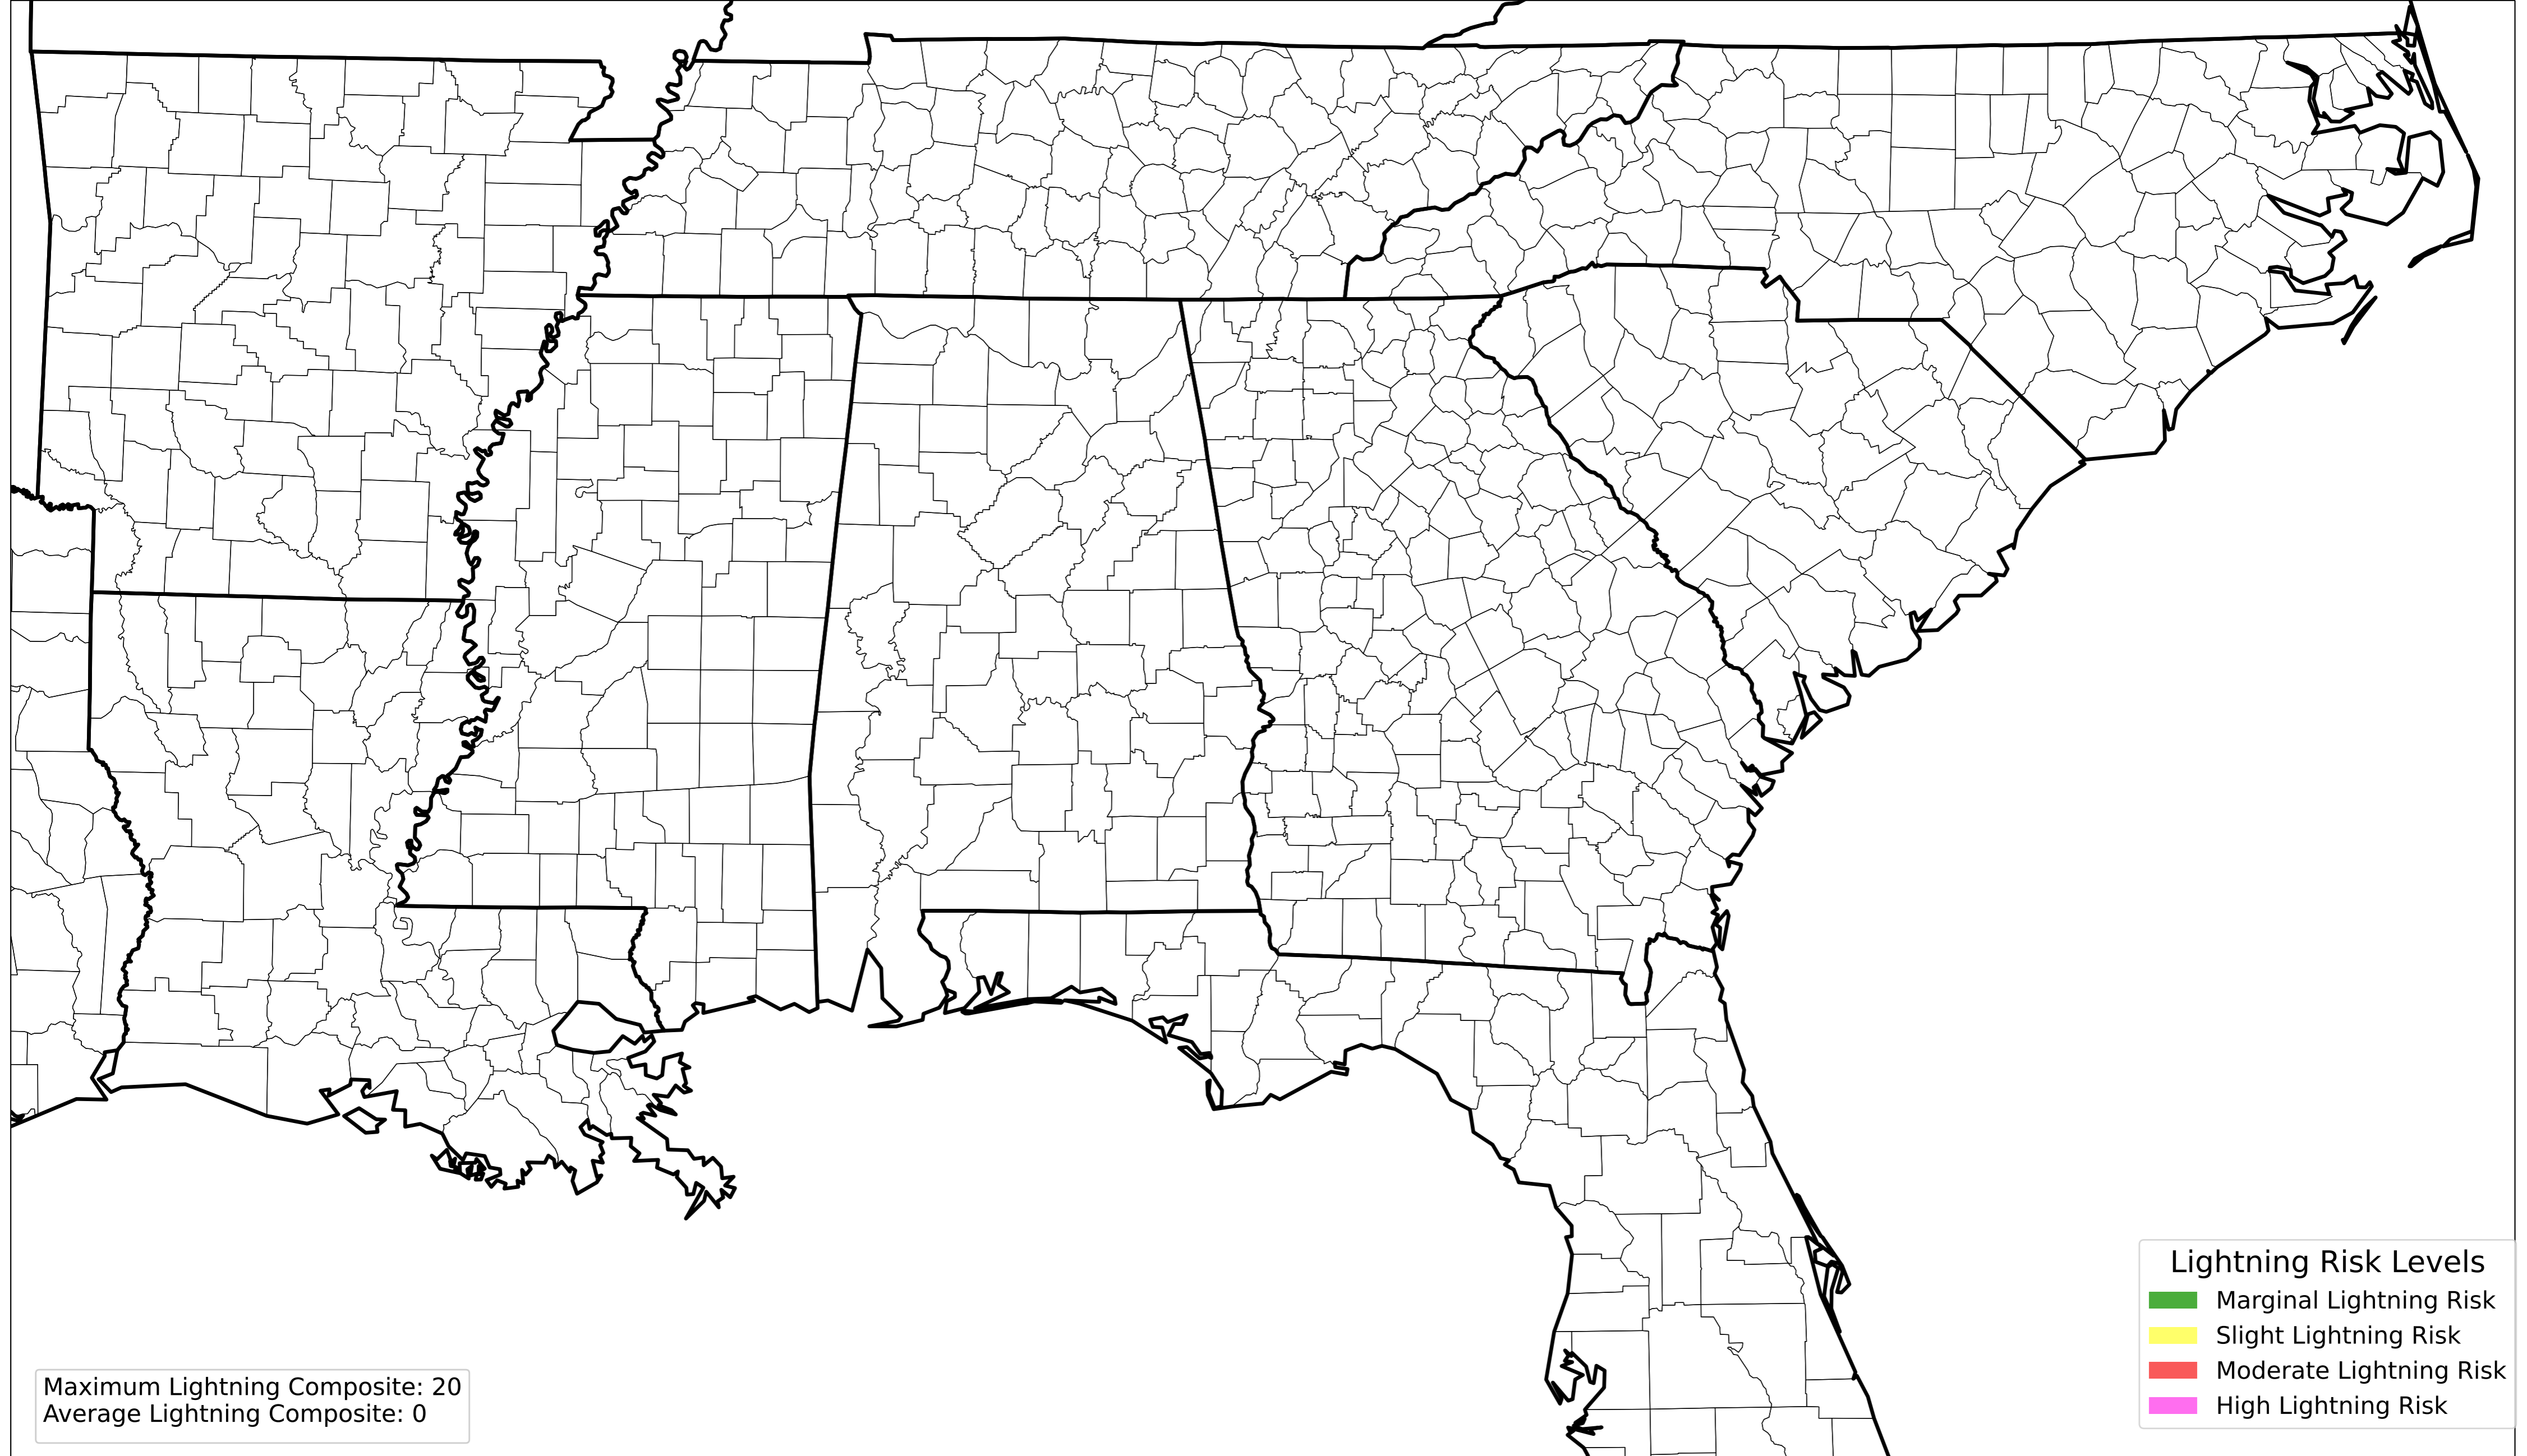 Lightning Risk Levels
Marginal Lightning Risk
Slight Lightning Risk
Moderate Lightning Risk
High Lightning Risk
Maximum Lightning Composite: 20
Average Lightning Composite: 0